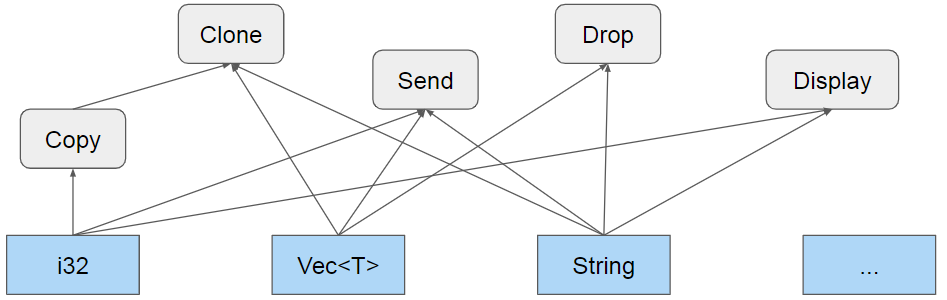 Clone
Drop
Send
Display
Copy
i32
Vec<T>
String
...